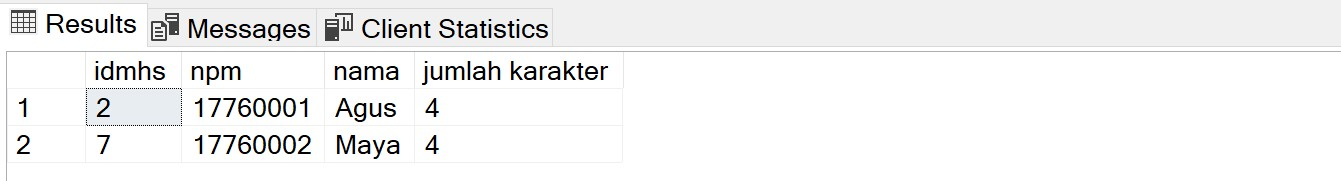 Results Messages Client Statistics
idmhs npm nama jumlah karakter
1 2 17760001 Agus 4
2 7 17760002 Maya 4